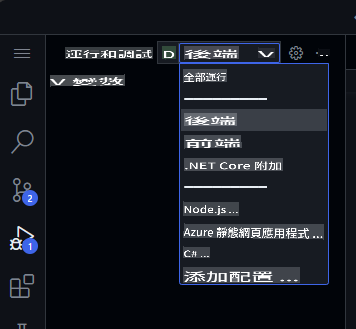 运行和調試 D 後端
變數
全部運行
後端
前端
.NET Core 附加
Node.js ...
Azure 靜態網頁應用程式 ...
C# ...
添加配置 ...
2
1